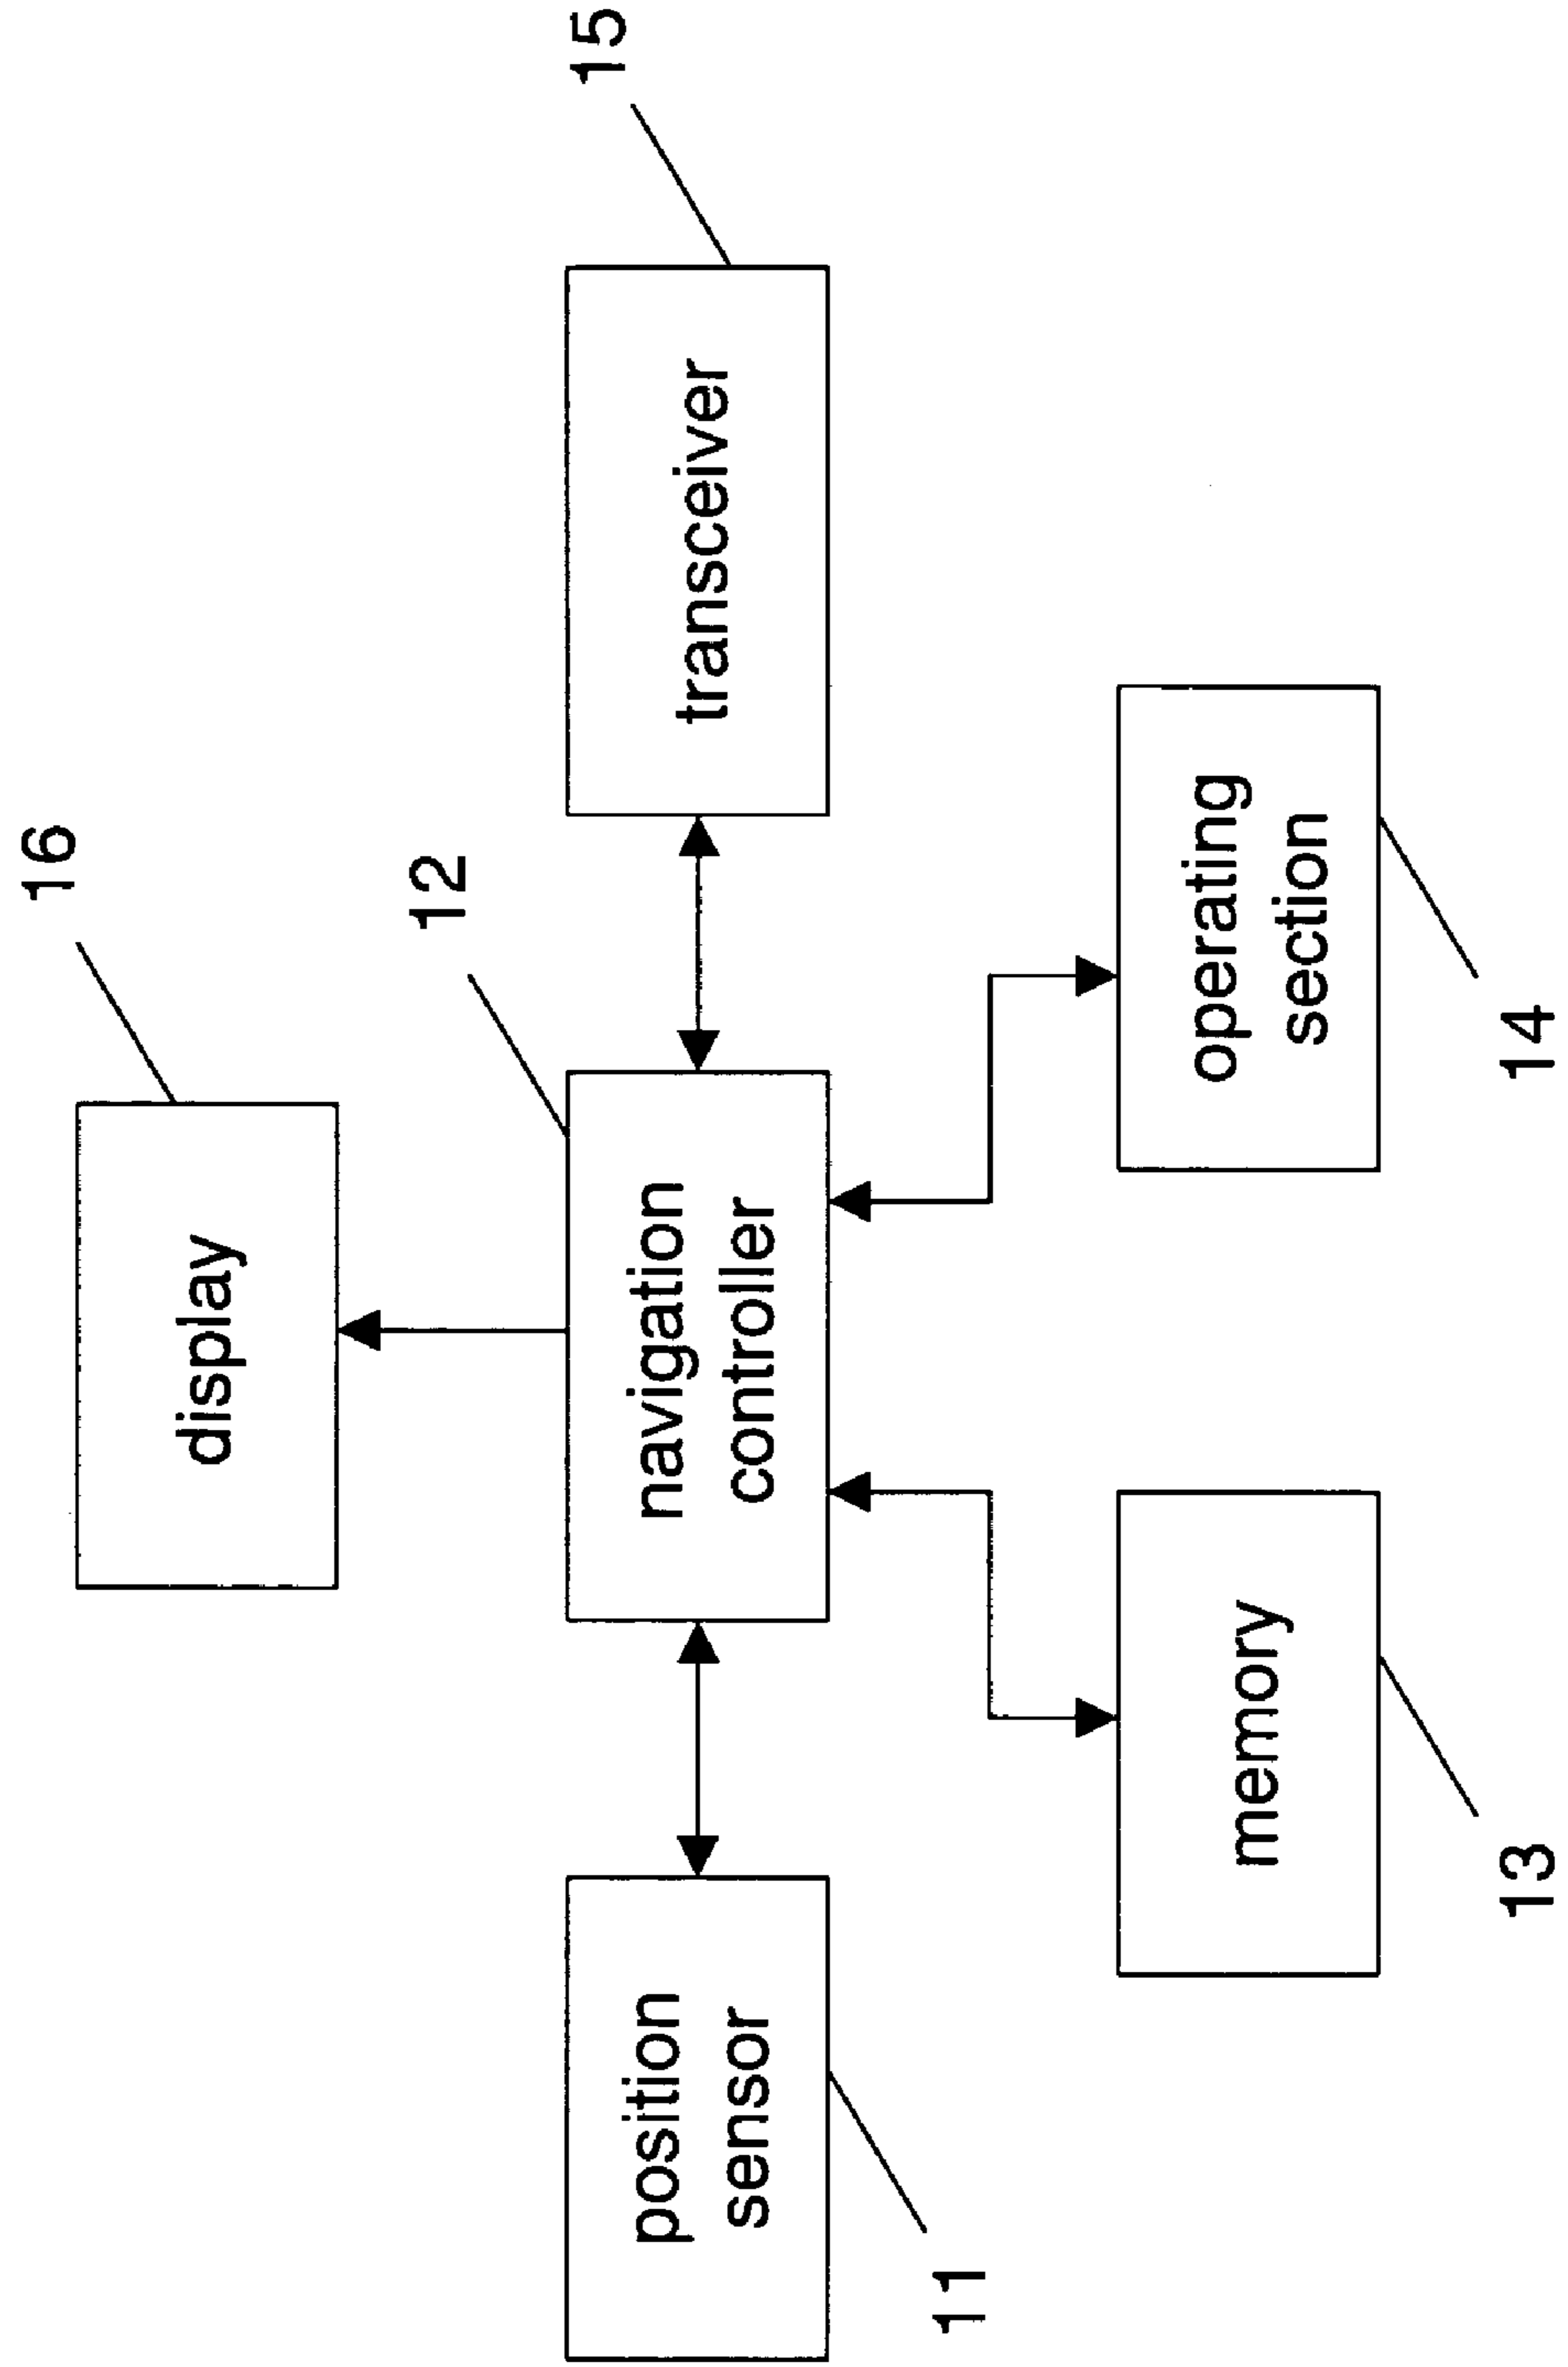 16
display
12
15
position
sensor
navigation
controller
transceiver
11
memory
operating
section
13
14